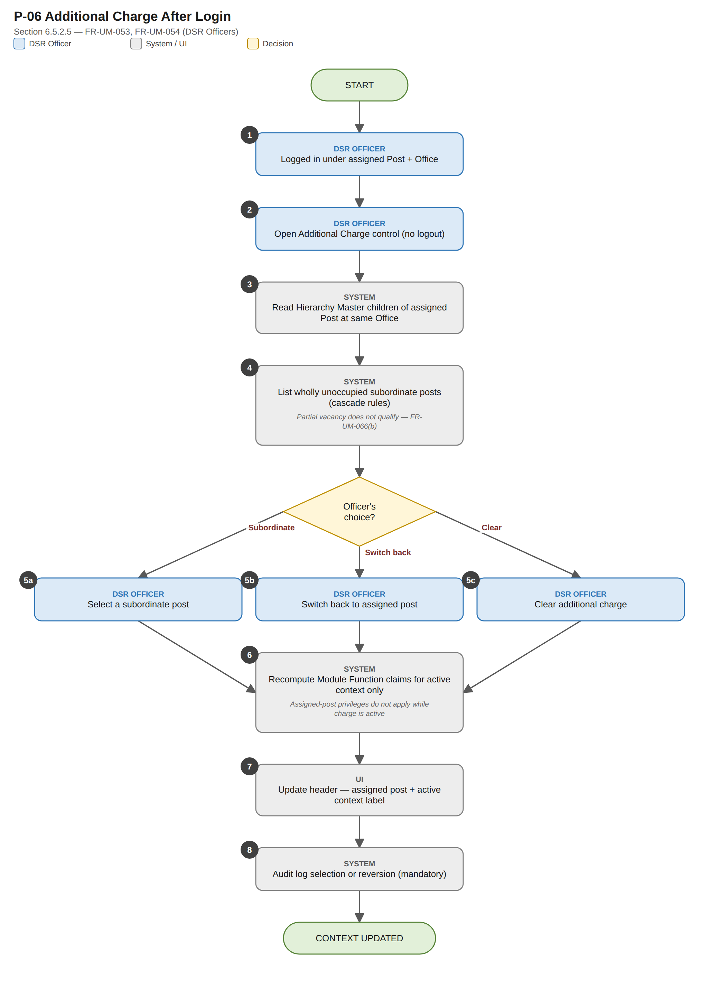 P-06 Additional Charge After Login
Section 6.5.2.5 — FR-UM-053, FR-UM-054 (DSR Officers)
DSR Officer
System / UI
Decision
START
1
DSR OFFICER
Logged in under assigned Post + Office
2
DSR OFFICER
Open Additional Charge control (no logout)
3
SYSTEM
Read Hierarchy Master children of assigned
Post at same Office
4
SYSTEM
List wholly unoccupied subordinate posts
(cascade rules)
Partial vacancy does not qualify — FR-
UM-066(b)
Officer's
choice?
Subordinate
Clear
Switch back
5a
DSR OFFICER
Select a subordinate post
5b
DSR OFFICER
Switch back to assigned post
5c
DSR OFFICER
Clear additional charge
6
SYSTEM
Recompute Module Function claims for active
context only
Assigned-post privileges do not apply while
charge is active
7
UI
Update header — assigned post + active
context label
8
SYSTEM
Audit log selection or reversion (mandatory)
CONTEXT UPDATED